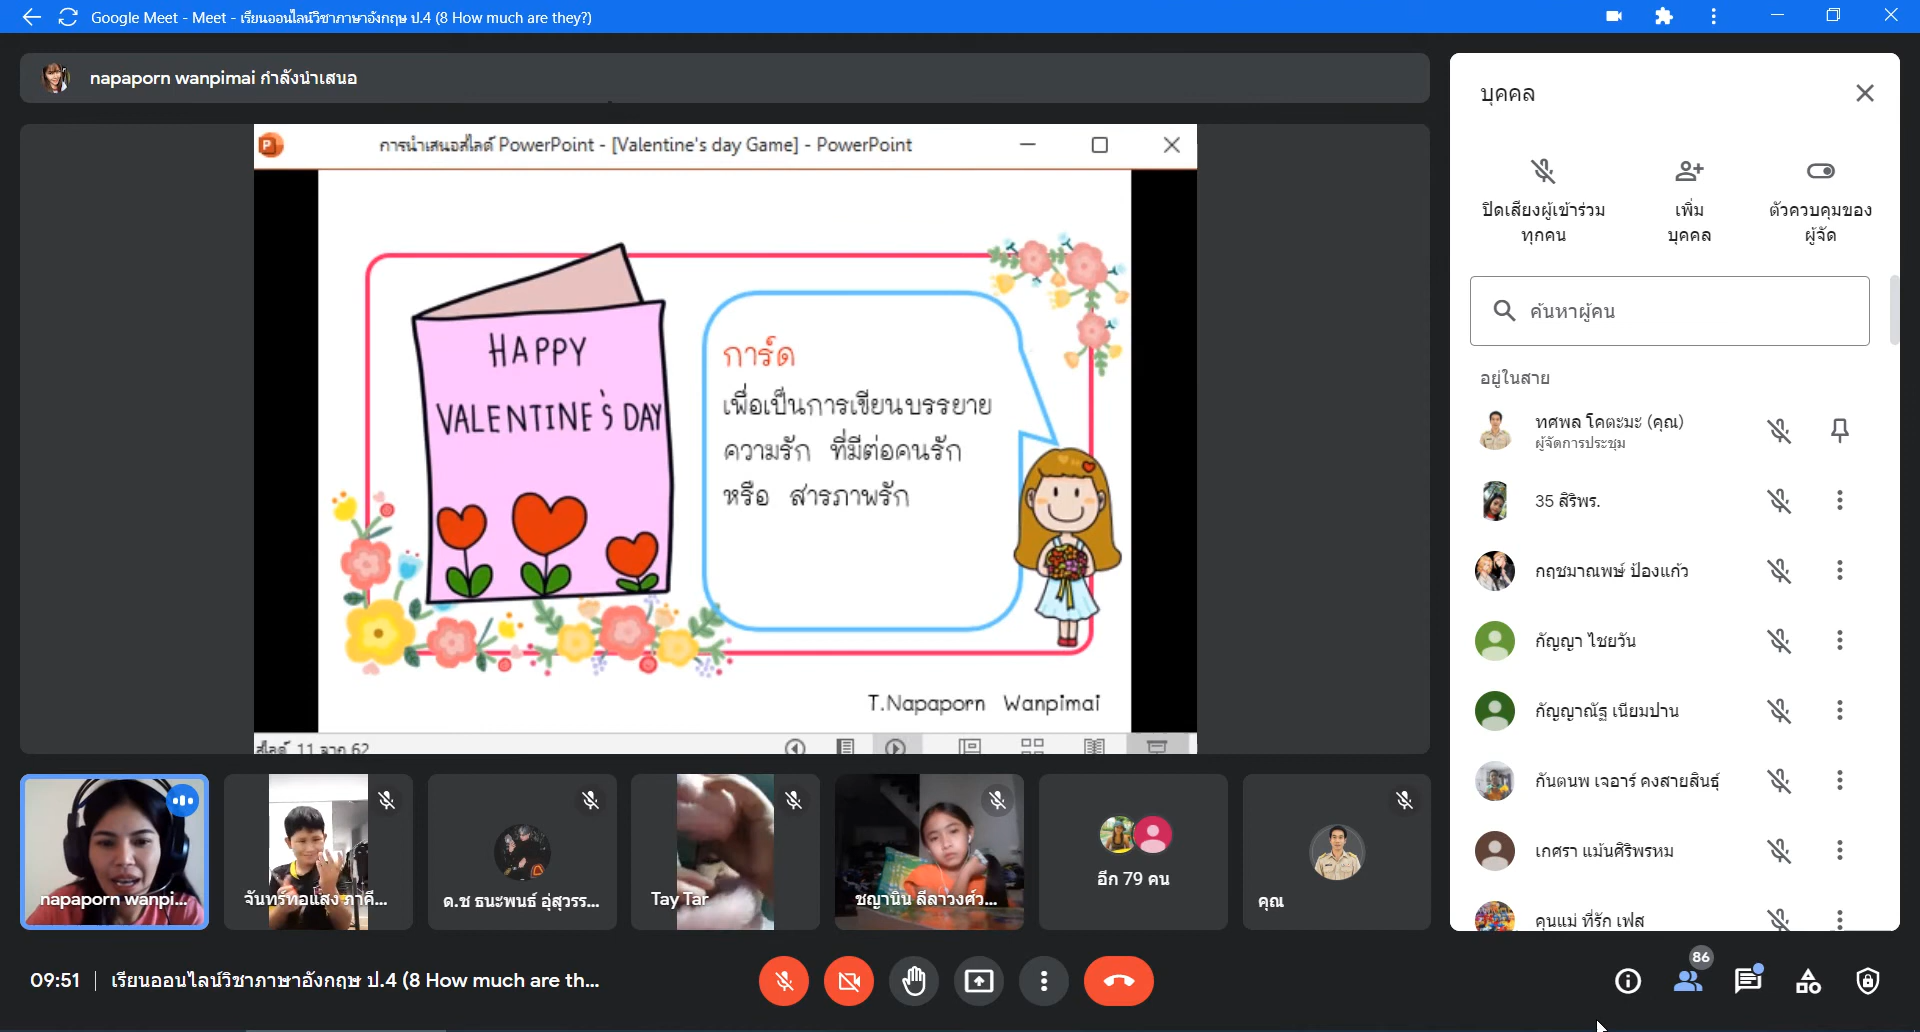 Google Meet - Meet - เรียนออนไลน์วิชาภาษาอังกฤษ ป.4 (8 How much are they?)
napaporn wanpimai กำลังนำเสนอ
การนำเสนอสไลด์ PowerPoint - [Valentine's day Game] - PowerPoint
HAPPY
VALENTINE'S DAY
การ์ด
เพื่อเป็นการเขียนบรรยาย
ความรัก ที่มีต่อคนรัก
หรือ สารภาพรัก
T.Napaporn Wanpimai
สไลด์ 11 จาก 62
napaporn wanpi...
จันทร์ทอแสง ภาคี...
ด.ช ธนะพนธ์ อุ่สุวรร...
Tay Tar
ชญานิน ลีลาวงศ์ว...
อีก 79 คน
คุณ
09:51
เรียนออนไลน์วิชาภาษาอังกฤษ ป.4 (8 How much are th...
บุคคล
ปิดเสียงผู้เข้าร่วม
ทุกคน
เพิ่ม
บุคคล
ตัวควบคุมของ
ผู้จัด
ค้นหาผู้คน
อยู่ในสาย
ทศพล โคตะมะ (คุณ)
ผู้จัดการประชุม
35 สิริพร.
กฤชมาณพษ์ ป้องแก้ว
กัญญา ไชยวัน
กัญญาณัฐ เนียมปาน
กันตนพ เจอาร์ คงสายสินธุ์
เกศรา แม้นศิริพรหม
คุนแม่ ที่รัก เฟส
86